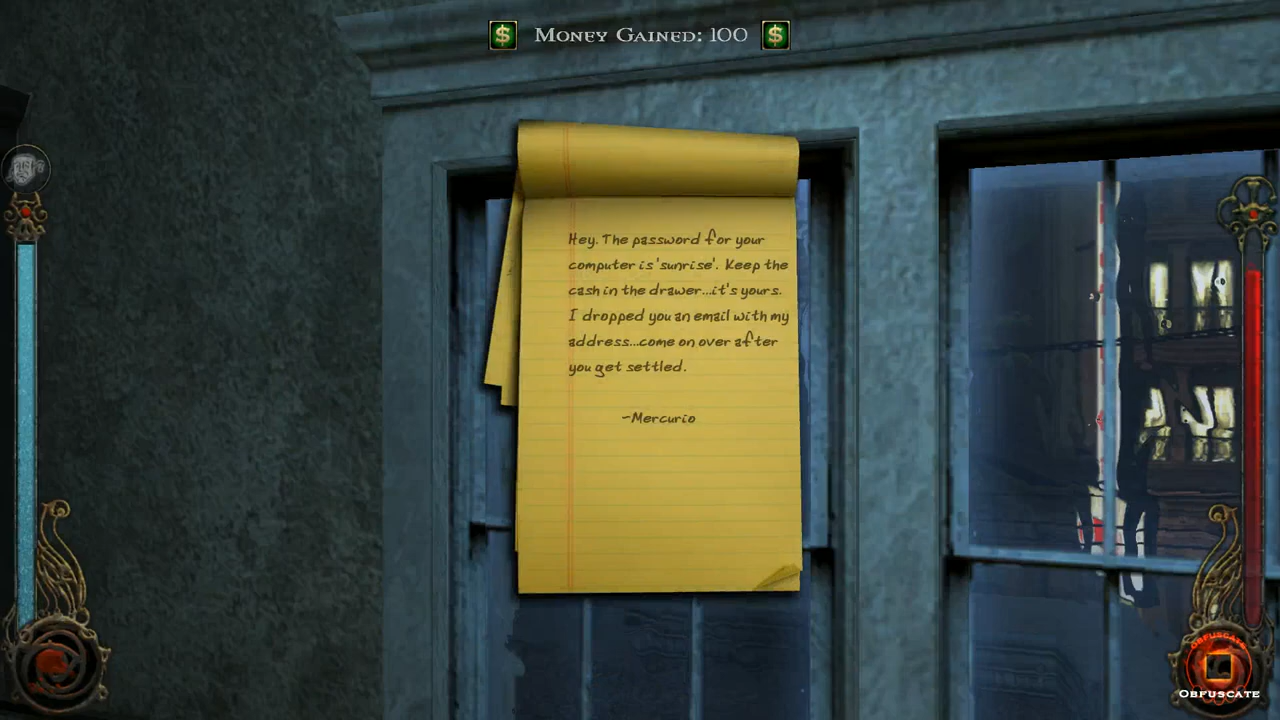 Money Gained: 100
Hey. The password for your
computer is 'sunrise'. Keep the
cash in the drawer...it's yours.
I dropped you an email with my
address...come on over after
you get settled.
~Mercurio
OBFUSCATE
Obfuscate